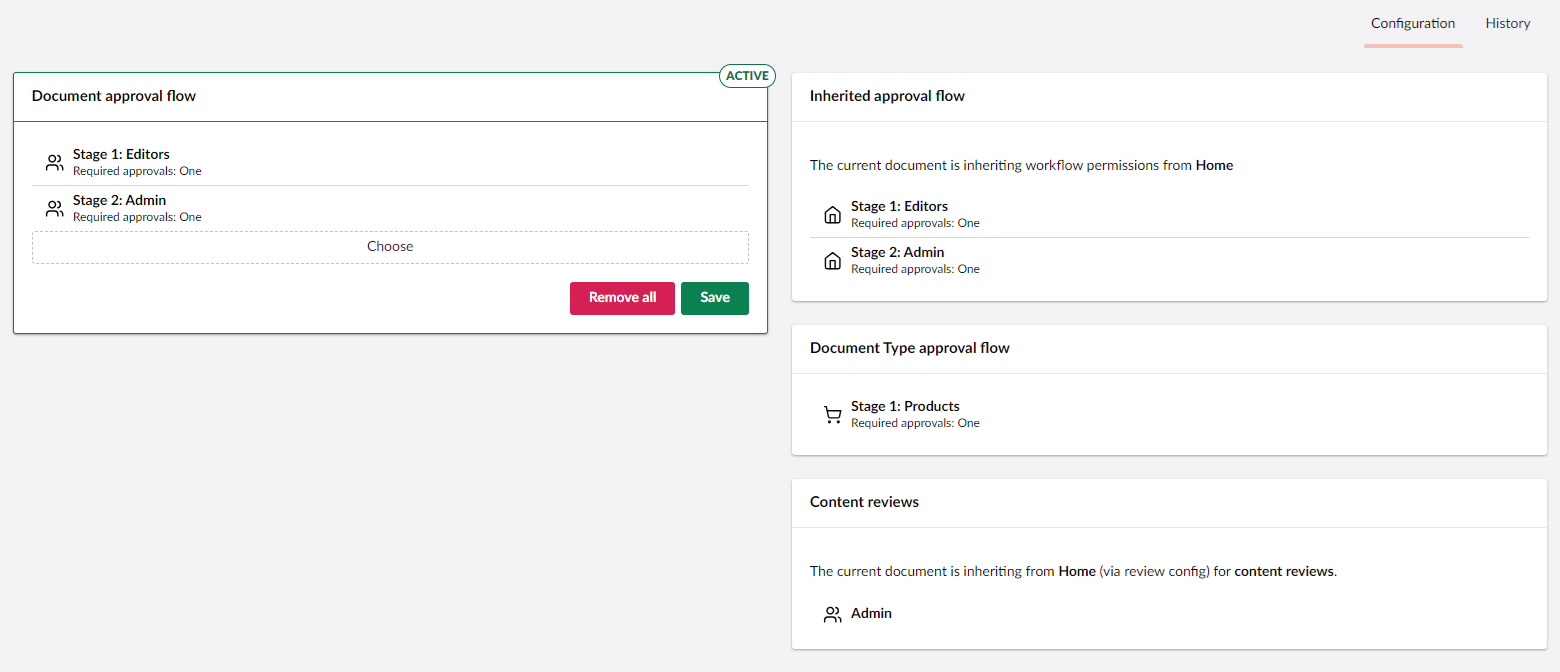 Configuration History
ACTIVE
Document approval flow
Stage 1: Editors
Required approvals: One
Stage 2: Admin
Required approvals: One
Choose
Remove all Save
Inherited approval flow
The current document is inheriting workflow permissions from Home
Stage 1: Editors
Required approvals: One
Stage 2: Admin
Required approvals: One
Document Type approval flow
Stage 1: Products
Required approvals: One
Content reviews
The current document is inheriting from Home (via review config) for content reviews.
Admin